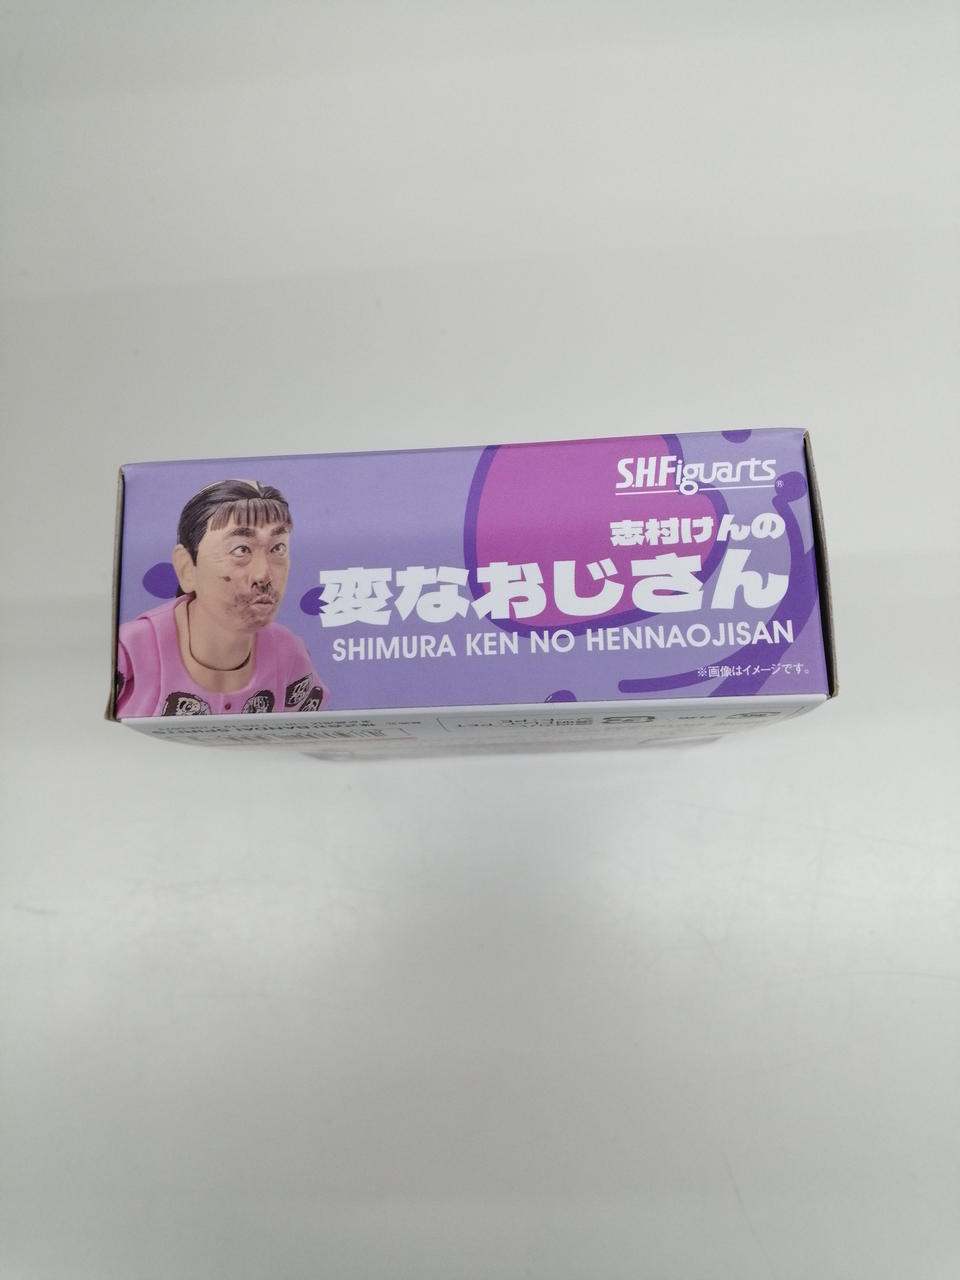 S.H.Figuarts®
志村けんの
変なおじさん
SHIMURA KEN NO HENNAOJISAN
※画像はイメージです。